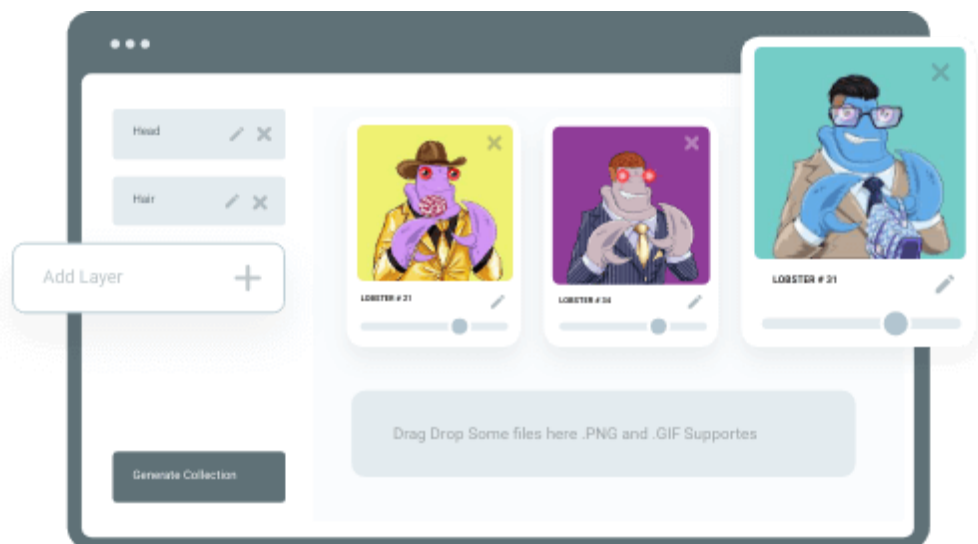 Head
Hair
Add Layer
Generate Collection
LOBSTER # 21
LOBSTER # 34
LOBSTER # 31
Drag Drop Some files here .PNG and .GIF Supportes